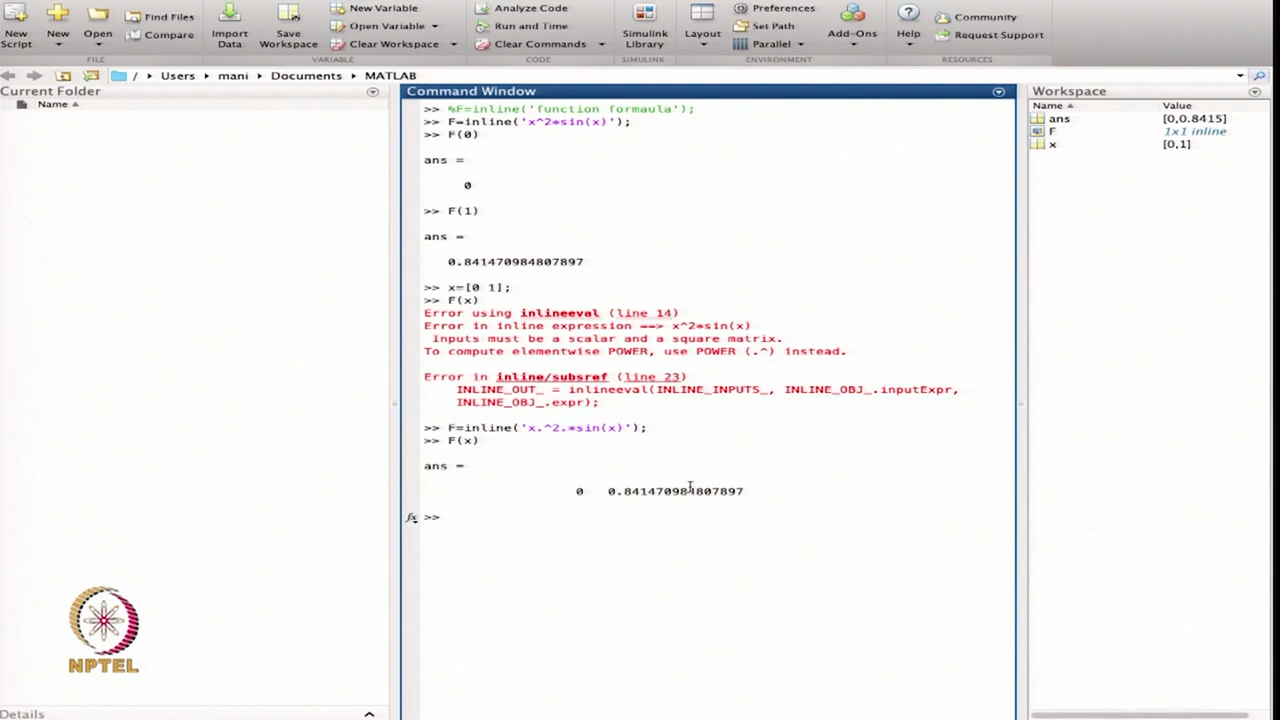 New Script
New
Open
Find Files
Compare
Import Data
Save Workspace
New Variable
Open Variable
Clear Workspace
Analyze Code
Run and Time
Clear Commands
Simulink Library
Layout
Preferences
Set Path
Parallel
Add-Ons
Help
Community
Request Support
FILE
VARIABLE
CODE
SIMULINK
ENVIRONMENT
RESOURCES
/ Users mani Documents MATLAB
Current Folder
Name
Command Window
>> %F=inline('function formaula');
>> F=inline('x^2*sin(x)');
>> F(0)
ans =
0
>> F(1)
ans =
0.841470984807897
>> x=[0 1];
>> F(x)
Error using inlineeval (line 14)
Error in inline expression ==> x^2*sin(x)
Inputs must be a scalar and a square matrix.
To compute elementwise POWER, use POWER (.^) instead.
Error in inline/subsref (line 23)
INLINE_OUT_ = inlineeval(INLINE_INPUTS_, INLINE_OBJ_.inputExpr,
INLINE_OBJ_.expr);
>> F=inline('x.^2.*sin(x)');
>> F(x)
ans =
0 0.841470984807897
fx >>
Workspace
Name Value
ans [0,0.8415]
F 1x1 inline
x [0,1]
NPTEL
Details